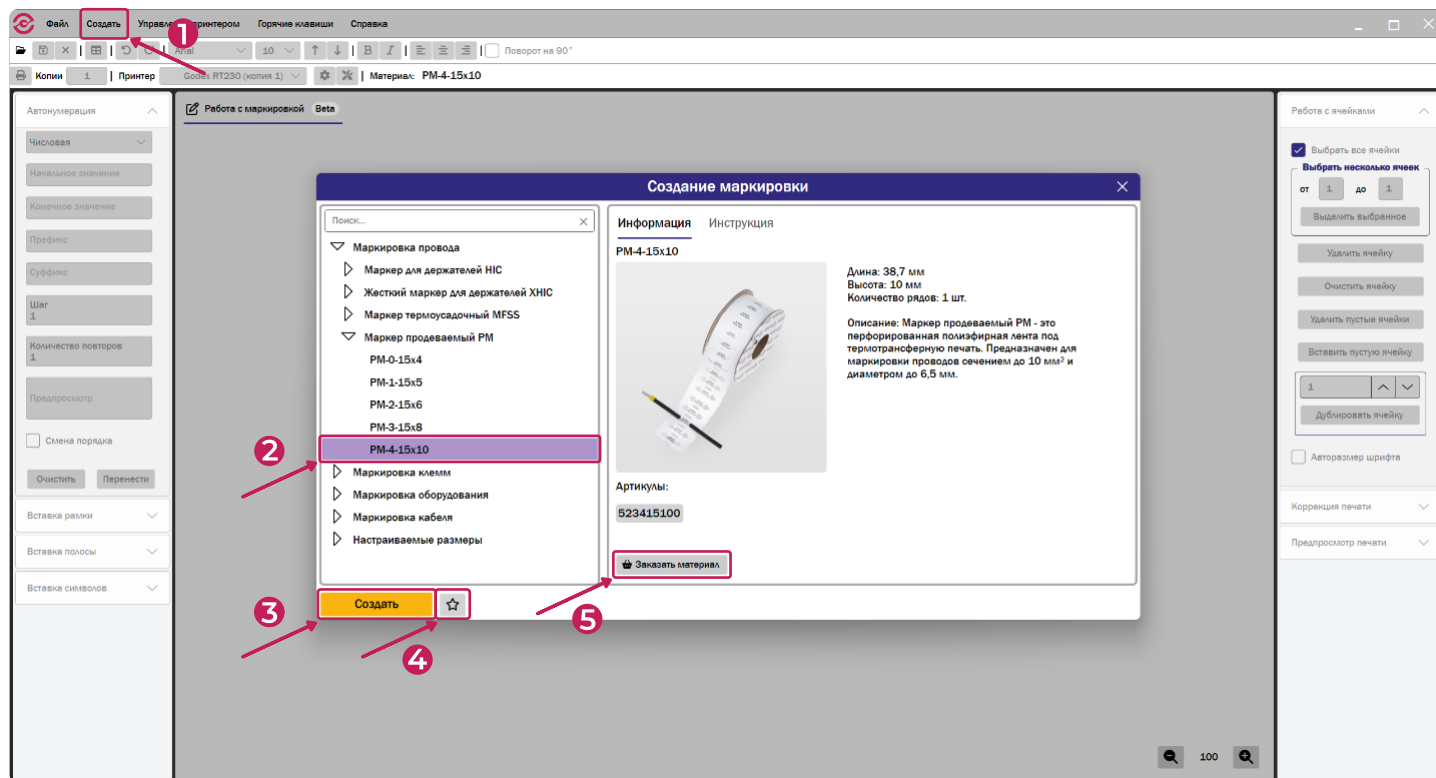 Файл Создать Управле принтером Горячие клавиши Справка
1
Arial 10 B I Поворот на 90°
Копии 1 Принтер Godex RT230 (копия 1) Материал: PM-4-15x10
Автонумерация
Числовая
Начальное значение
Конечное значение
Префикс
Суффикс
Шаг
1
Количество повторов
1
Предпросмотр
Смена порядка
Очистить Перенести
Вставка рамки
Вставка полосы
Вставка символов
Работа с маркировкой Beta
Создание маркировки
Поиск...
Маркировка провода
Маркер для держателей HIC
Жесткий маркер для держателей XHIC
Маркер термоусадочный MFSS
Маркер продеваемый PM
PM-0-15x4
PM-1-15x5
PM-2-15x6
PM-3-15x8
PM-4-15x10
2
Маркировка клемм
Маркировка оборудования
Маркировка кабеля
Настраиваемые размеры
Создать
3
4
Информация Инструкция
PM-4-15x10
Длина: 38,7 мм
Высота: 10 мм
Количество рядов: 1 шт.
Описание: Маркер продеваемый PM - это
перфорированная полиэфирная лента под
термотрансферную печать. Предназначен для
маркировки проводов сечением до 10 мм² и
диаметром до 6,5 мм.
Артикулы:
523415100
Заказать материал
5
Работа с ячейками
Выбрать все ячейки
Выбрать несколько ячеек
от 1 до 1
Выделить выбранное
Удалить ячейку
Очистить ячейку
Удалить пустые ячейки
Вставить пустую ячейку
1
Дублировать ячейку
Авторазмер шрифта
Коррекция печати
Предпросмотр печати
100